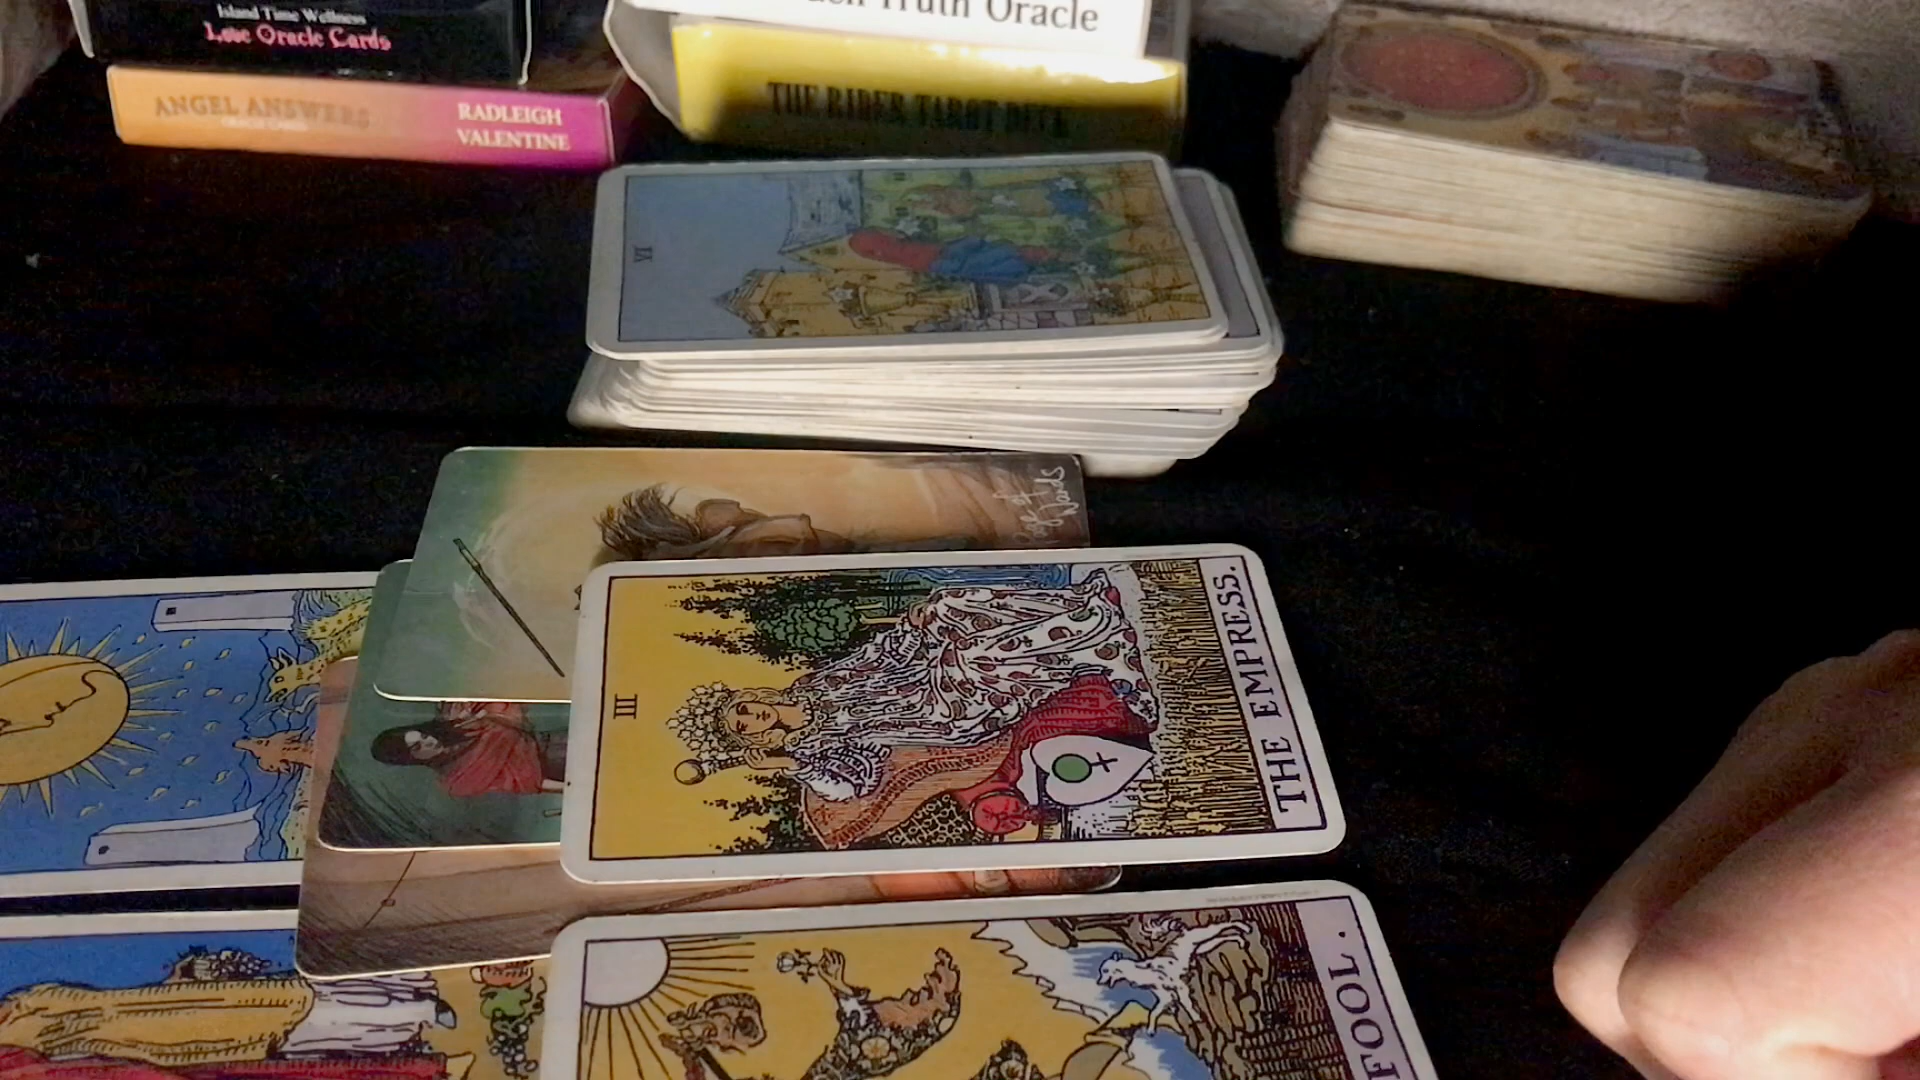 Island Time Wellness
Love Oracle Cards
Truth Oracle
ANGEL ANSWERS
RADLEIGH
VALENTINE
THE RIDER TAROT DECK
VI
Page of
Wands
III
THE EMPRESS.
FOOL.